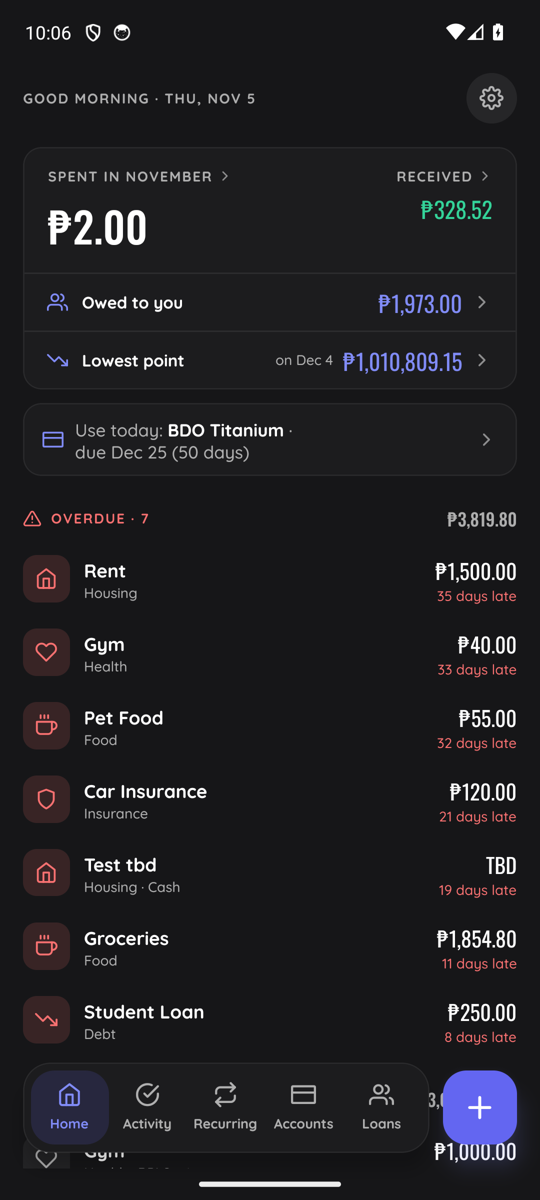 10:06
GOOD MORNING · THU, NOV 5
SPENT IN NOVEMBER
RECEIVED
₱2.00
₱328.52
Owed to you
₱1,973.00
Lowest point
on Dec 4 ₱1,010,809.15
Use today: BDO Titanium ·
due Dec 25 (50 days)
OVERDUE · 7
₱3,819.80
Rent
₱1,500.00
Housing
35 days late
Gym
₱40.00
Health
33 days late
Pet Food
₱55.00
Food
32 days late
Car Insurance
₱120.00
Insurance
21 days late
Test tbd
TBD
Housing · Cash
19 days late
Groceries
₱1,854.80
Food
11 days late
Student Loan
₱250.00
Debt
8 days late
Home
Activity
Recurring
Accounts
Loans
Gym
₱1,000.00